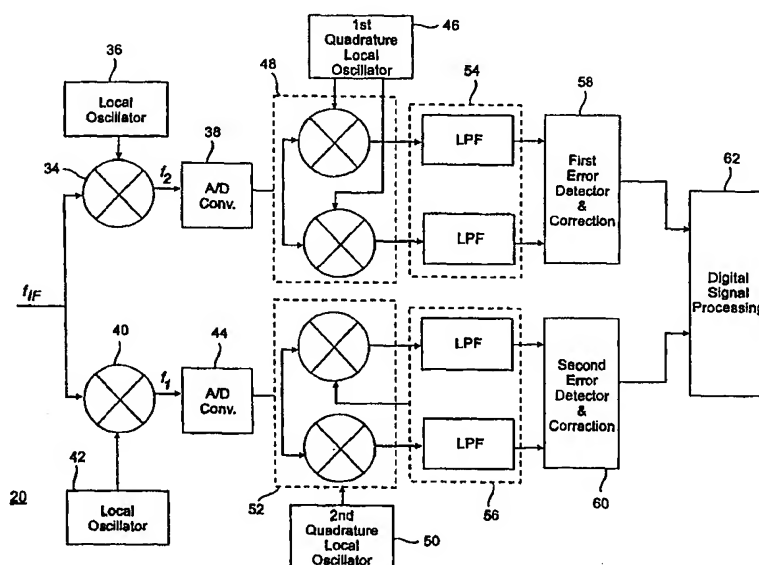 36
Local
Oscillator
34
f2
38
A/D
Conv.
48
1st
Quadrature
Local
Oscillator
46
54
LPF
LPF
58
First
Error
Detector
&
Correction
62
Digital
Signal
Processing
fIF
40
f1
44
A/D
Conv.
LPF
LPF
Second
Error
Detector
&
Correction
42
Local
Oscillator
20
52
2nd
Quadrature
Local
Oscillator
50
56
60